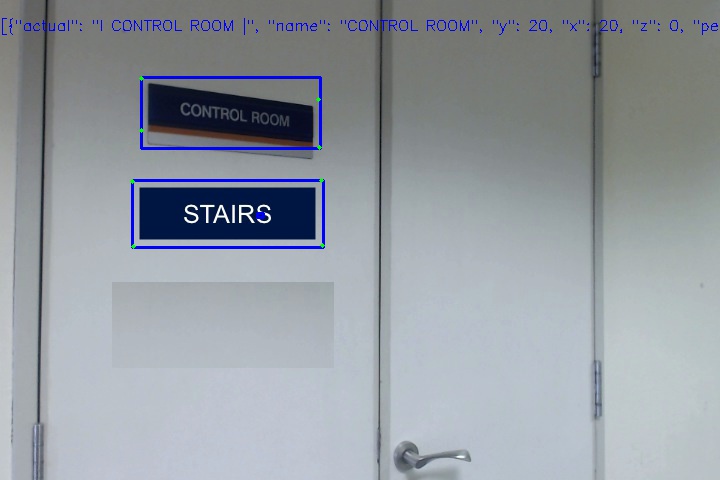 [{"actual": "I CONTROL ROOM |", "name": "CONTROL ROOM", "y": 20, "x": 20, "z": 0, "pe
CONTROL ROOM
STAIRS